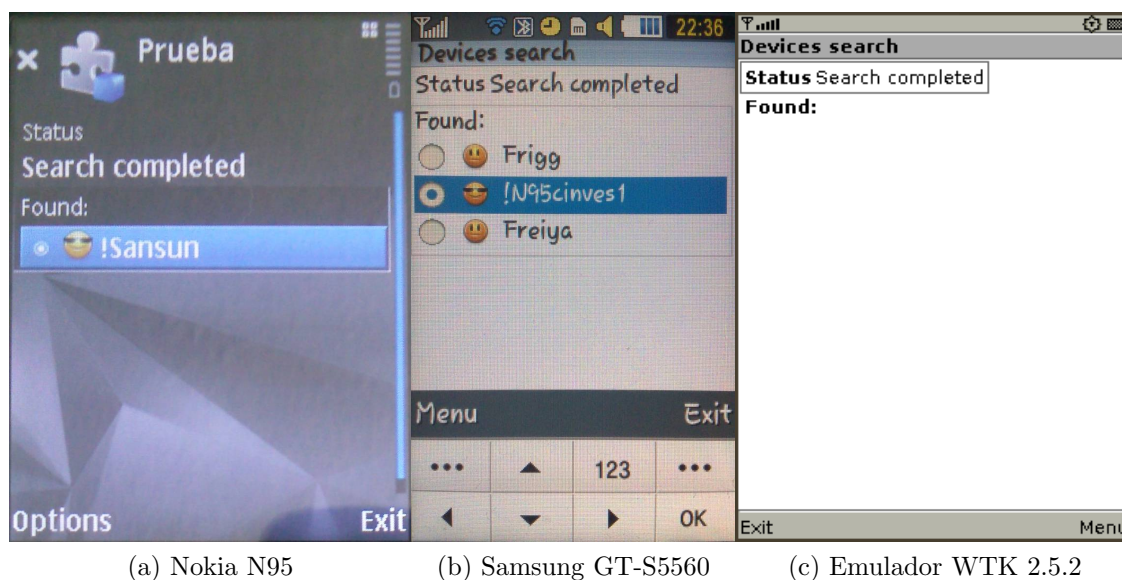 Prueba
Status
Search completed
Found:
!Sansun
Options Exit
22:36
Devices search
Status Search completed
Found:
Frigg
!N95cinves1
Freiya
Menu Exit
123
OK
Devices search
Status Search completed
Found:
Exit Menu
(a) Nokia N95 (b) Samsung GT-S5560 (c) Emulador WTK 2.5.2